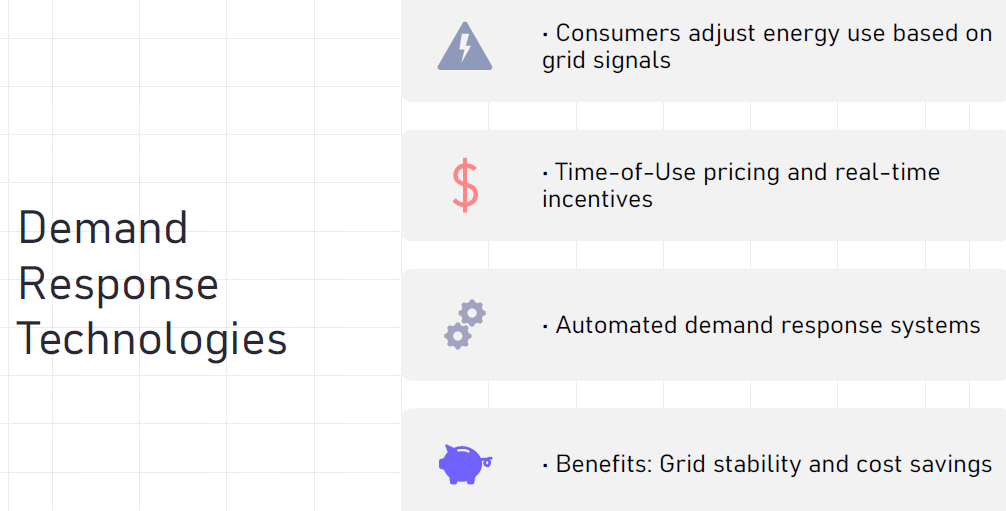 Demand
Response
Technologies
· Consumers adjust energy use based on
grid signals
· Time-of-Use pricing and real-time
incentives
· Automated demand response systems
· Benefits: Grid stability and cost savings